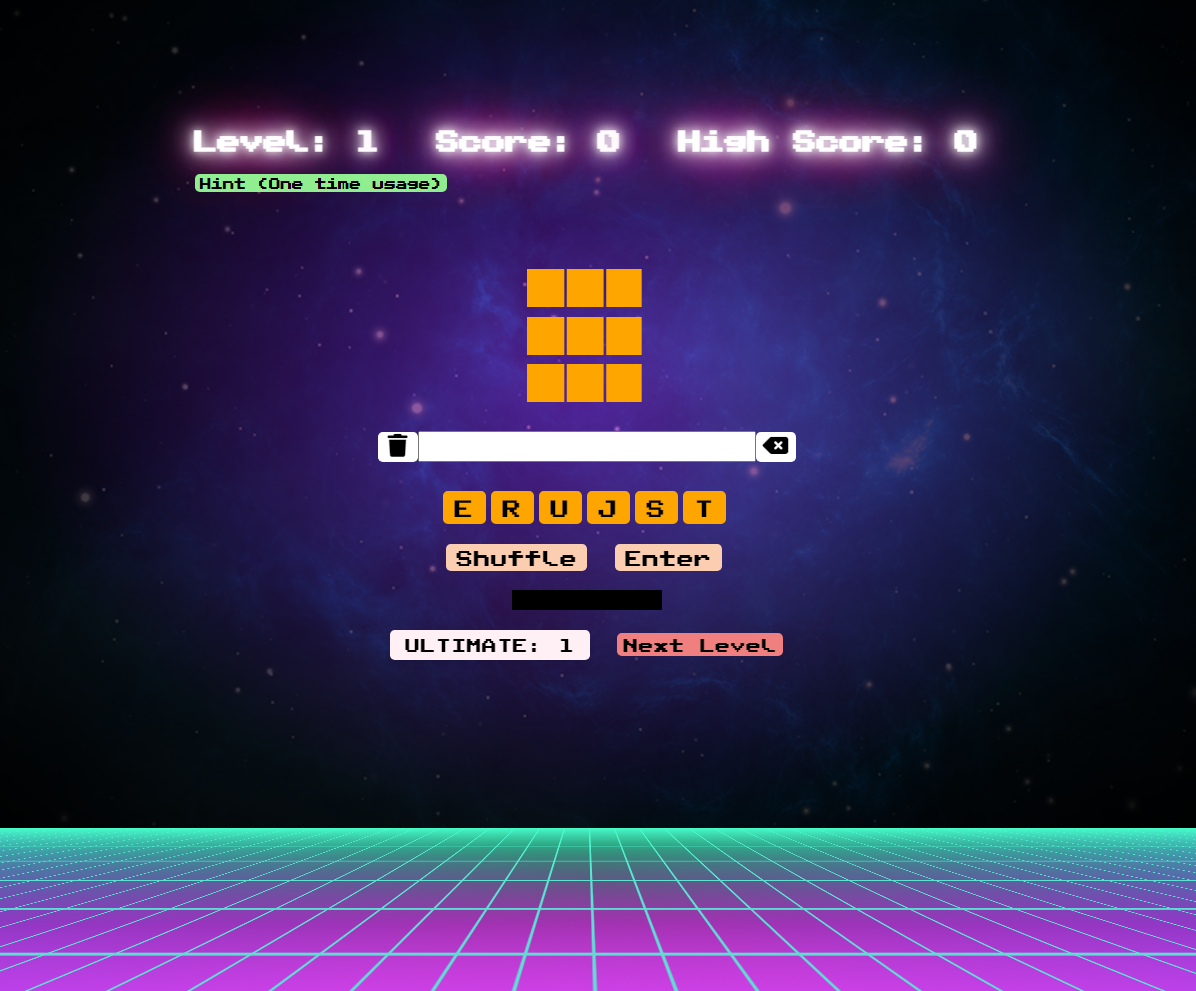 Level: 1 Score: 0 High Score: 0
Hint (One time usage)
E R U J S T
Shuffle Enter
ULTIMATE: 1 Next Level